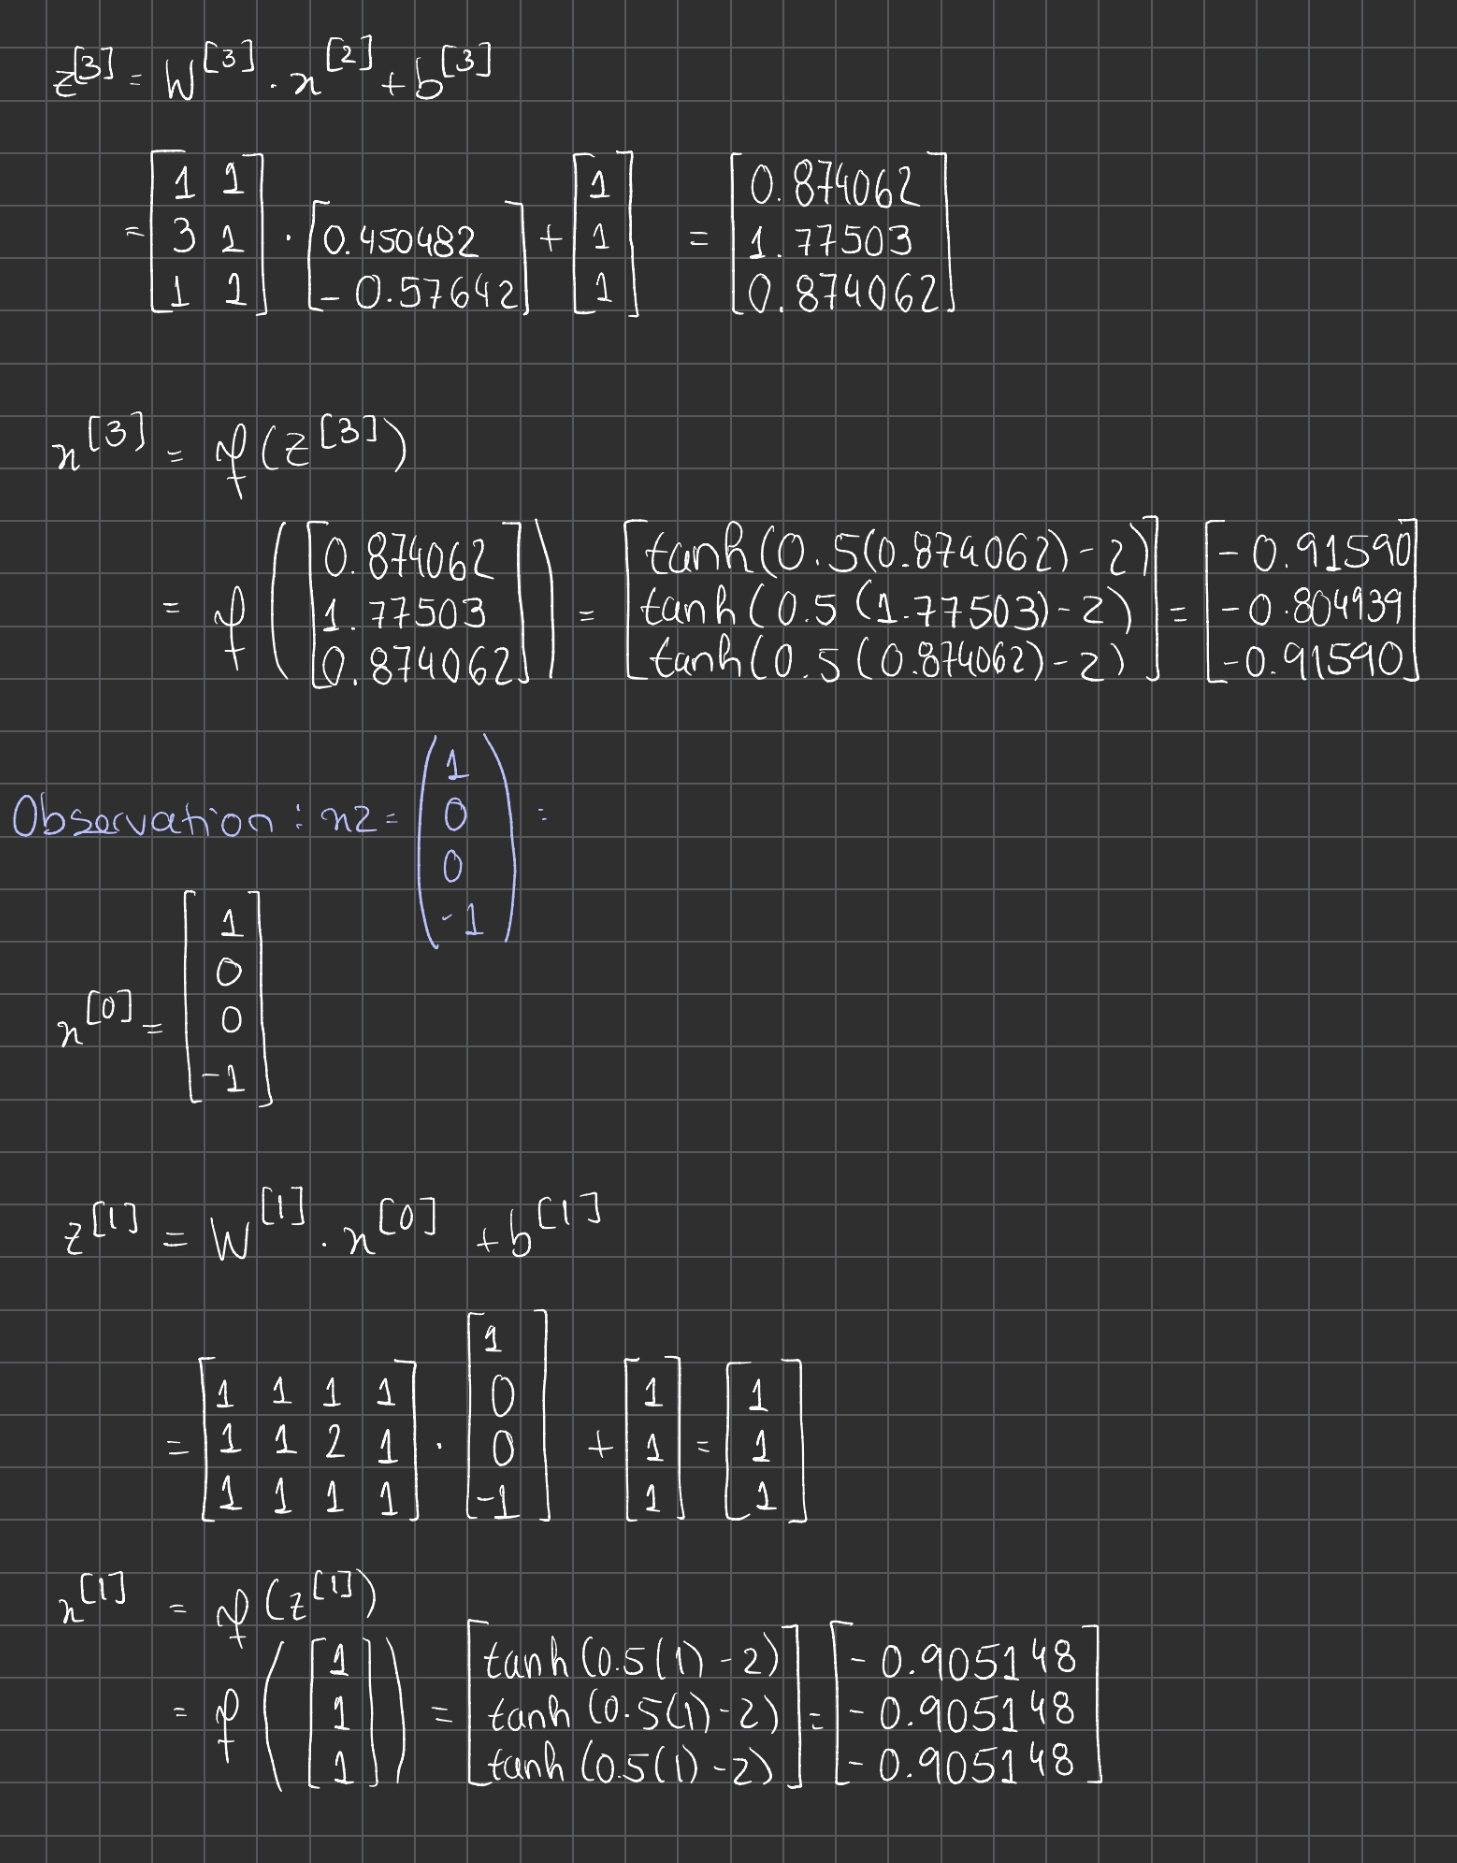 z[3] = W[3] . x[2] + b[3]
= [1 1; 3 1; 1 1] . [0.450482; -0.57642] + [1; 1; 1] = [0.874062; 1.77503; 0.874062]
x[3] = f(z[3])
= f([0.874062; 1.77503; 0.874062]) = [tanh(0.5(0.874062)-2); tanh(0.5(1.77503)-2); tanh(0.5(0.874062)-2)] = [-0.91590; -0.804939; -0.91590]
Observation: x2 = (1; 0; 0; -1) :
x[0] = [1; 0; 0; -1]
z[1] = W[1] . x[0] + b[1]
= [1 1 1 1; 1 1 2 1; 1 1 1 1] . [1; 0; 0; -1] + [1; 1; 1] = [1; 1; 1]
x[1] = f(z[1])
= f([1; 1; 1]) = [tanh(0.5(1)-2); tanh(0.5(1)-2); tanh(0.5(1)-2)] = [-0.905148; -0.905148; -0.905148]